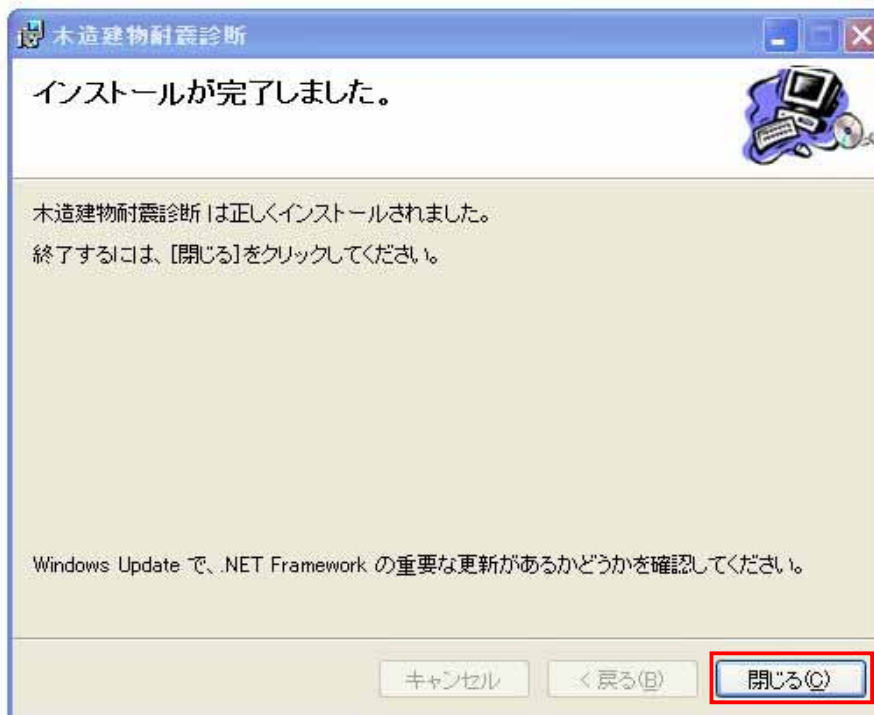 木造建物耐震診断
インストールが完了しました。
木造建物耐震診断 は正しくインストールされました。
終了するには、[閉じる]をクリックしてください。
Windows Update で、.NET Framework の重要な更新があるかどうかを確認してください。
キャンセル < 戻る(B) 閉じる(C)